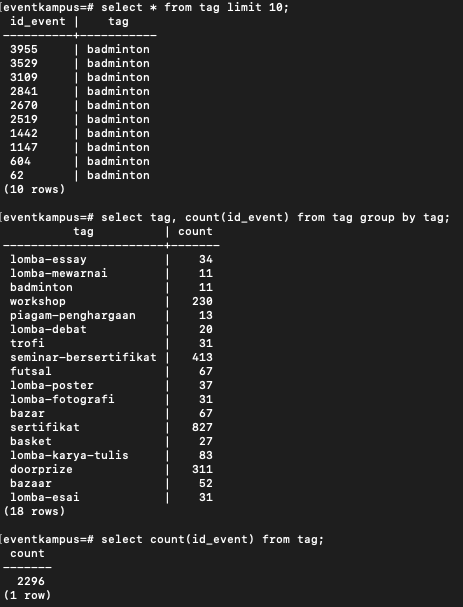 [eventkampus=# select * from tag limit 10;
 id_event |    tag
----------+-----------
 3955     | badminton
 3529     | badminton
 3109     | badminton
 2841     | badminton
 2670     | badminton
 2519     | badminton
 1442     | badminton
 1147     | badminton
 604      | badminton
 62       | badminton
(10 rows)
[eventkampus=# select tag, count(id_event) from tag group by tag;
          tag          | count
-----------------------+-------
 lomba-essay           |    34
 lomba-mewarnai        |    11
 badminton             |    11
 workshop              |   230
 piagam-penghargaan    |    13
 lomba-debat           |    20
 trofi                 |    31
 seminar-bersertifikat |   413
 futsal                |    67
 lomba-poster          |    37
 lomba-fotografi       |    31
 bazar                 |    67
 sertifikat            |   827
 basket                |    27
 lomba-karya-tulis     |    83
 doorprize             |   311
 bazaar                |    52
 lomba-esai            |    31
(18 rows)
[eventkampus=# select count(id_event) from tag;
 count
-------
  2296
(1 row)